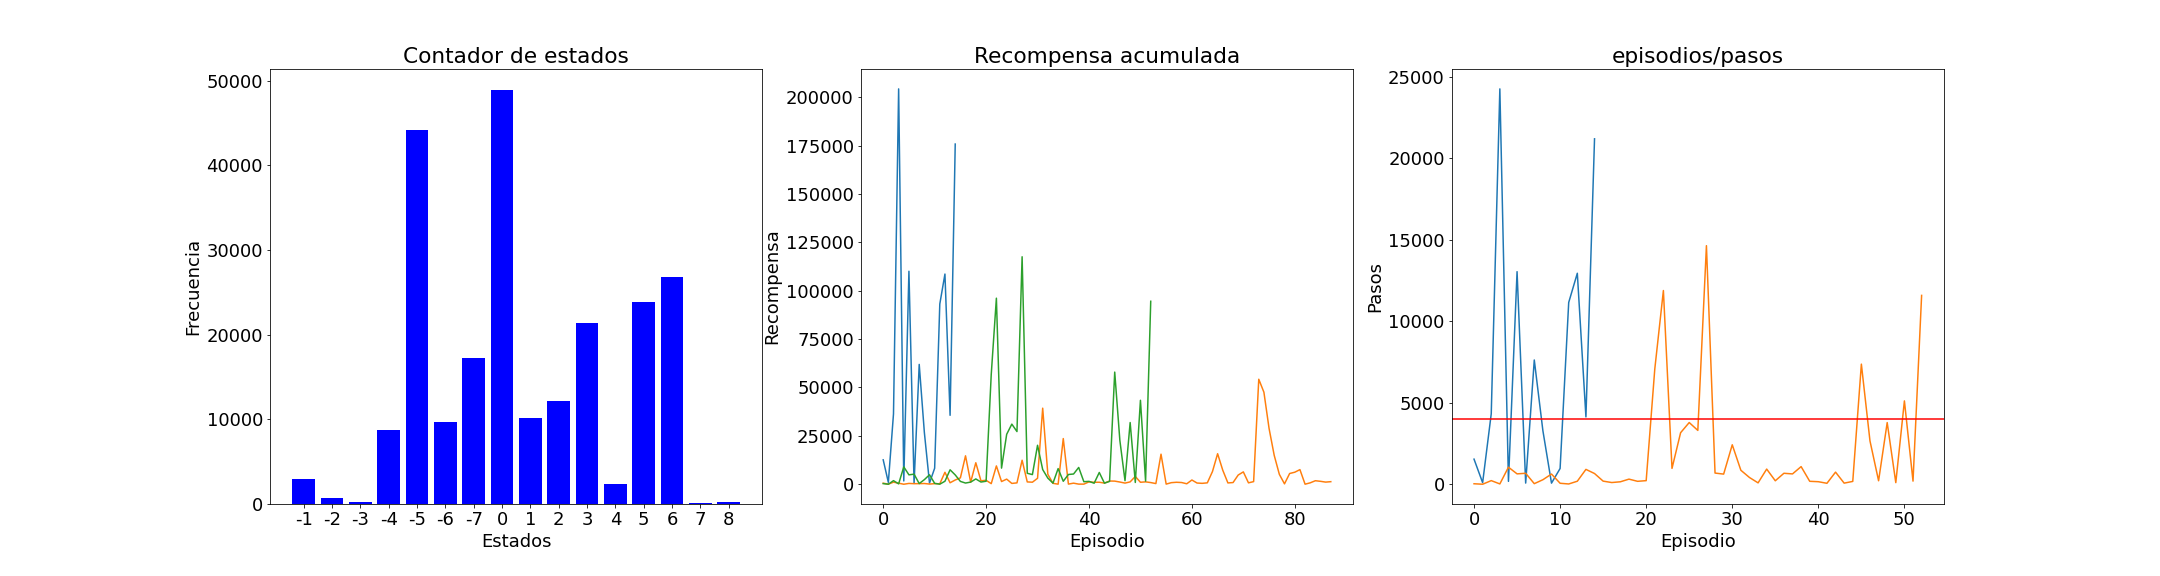 Contador de estados
50000
40000
30000
20000
10000
0
Frecuencia
-1 -2 -3 -4 -5 -6 -7 0 1 2 3 4 5 6 7 8
Estados
Recompensa acumulada
200000
175000
150000
125000
100000
75000
50000
25000
0
Recompensa
0 20 40 60 80
Episodio
episodios/pasos
25000
20000
15000
10000
5000
0
Pasos
0 10 20 30 40 50
Episodio